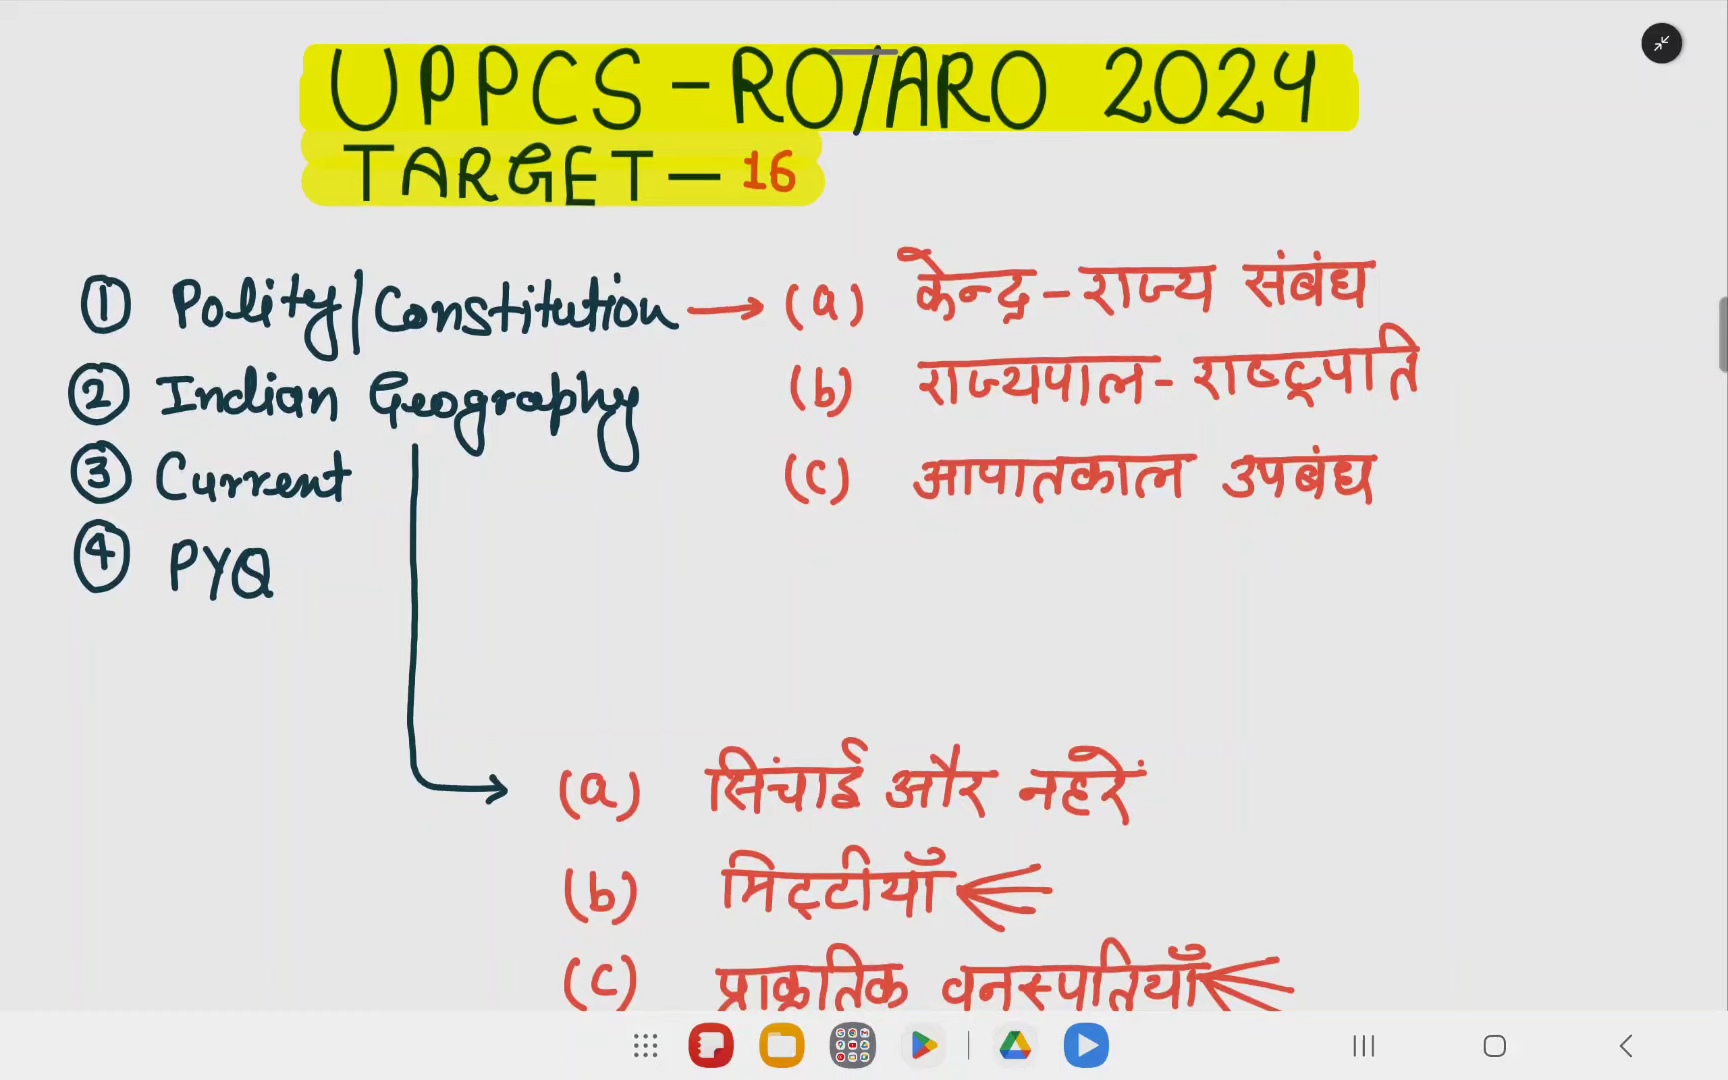 UPPCS - RO/ARO 2024
TARGET - 16
① Polity/Constitution → (a) केन्द्र - राज्य संबंध
② Indian Geography (b) राज्यपाल - राष्ट्रपति
③ Current (c) आपातकाल उपबंध
④ PYQ
(a) सिंचाई और नहरें
(b) मिट्टीयाँ
(c) प्राकृतिक वनस्पतियाँ